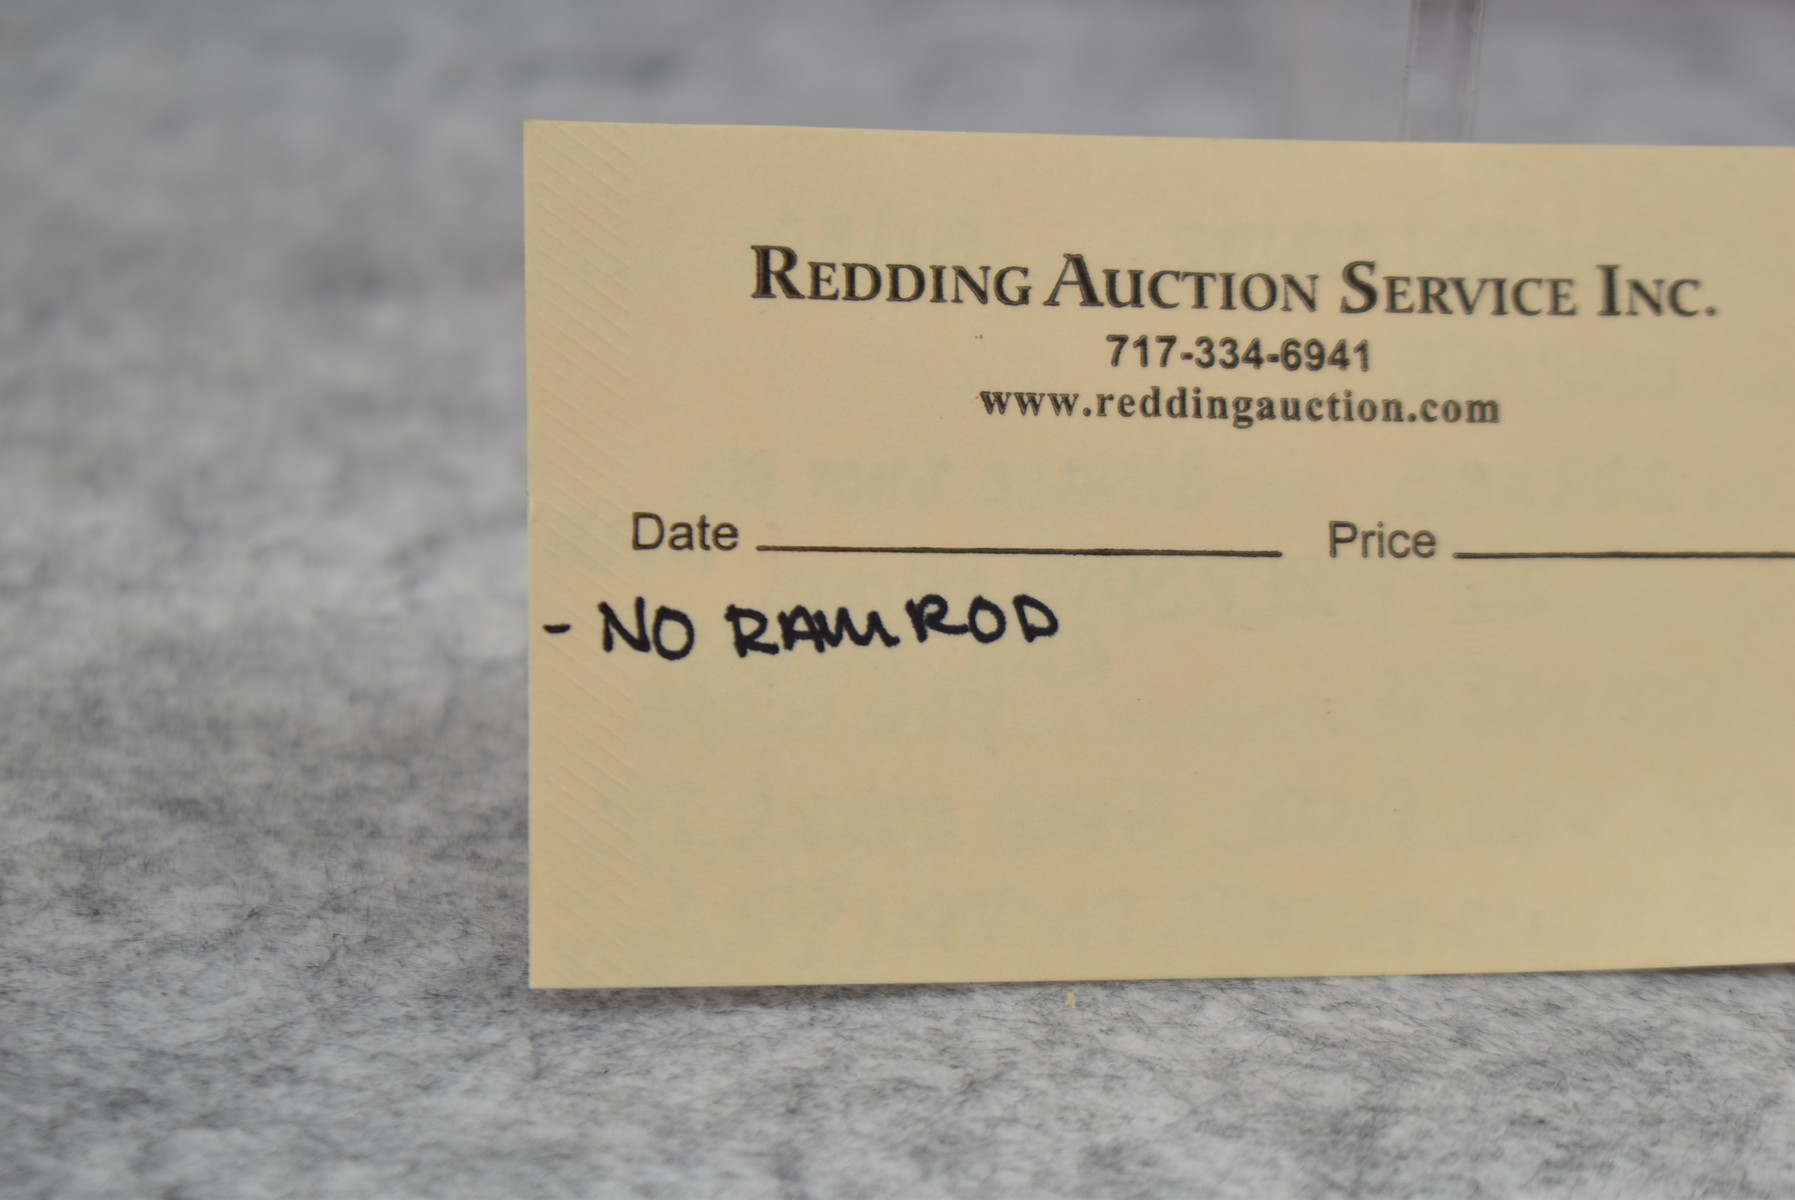 REDDING AUCTION SERVICE INC.
717-334-6941
www.reddingauction.com
Date Price
- NO RAMROD